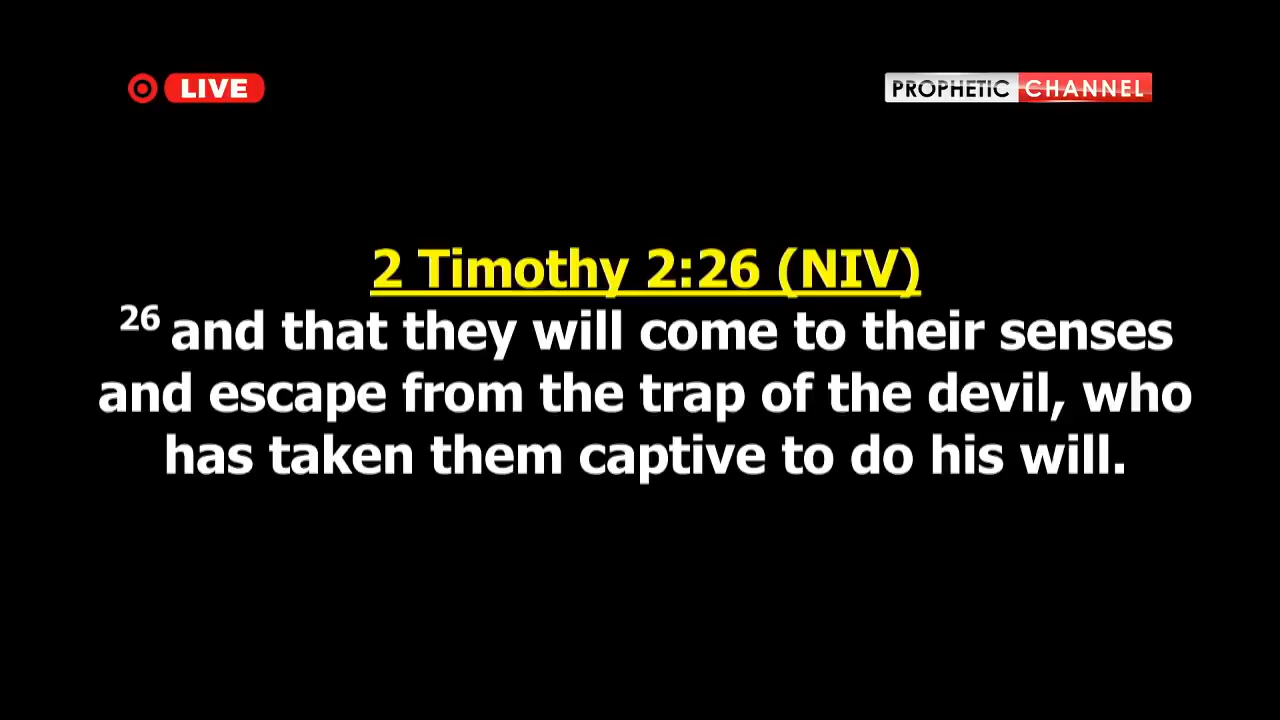 LIVE
PROPHETIC CHANNEL
2 Timothy 2:26 (NIV)
26 and that they will come to their senses
and escape from the trap of the devil, who
has taken them captive to do his will.